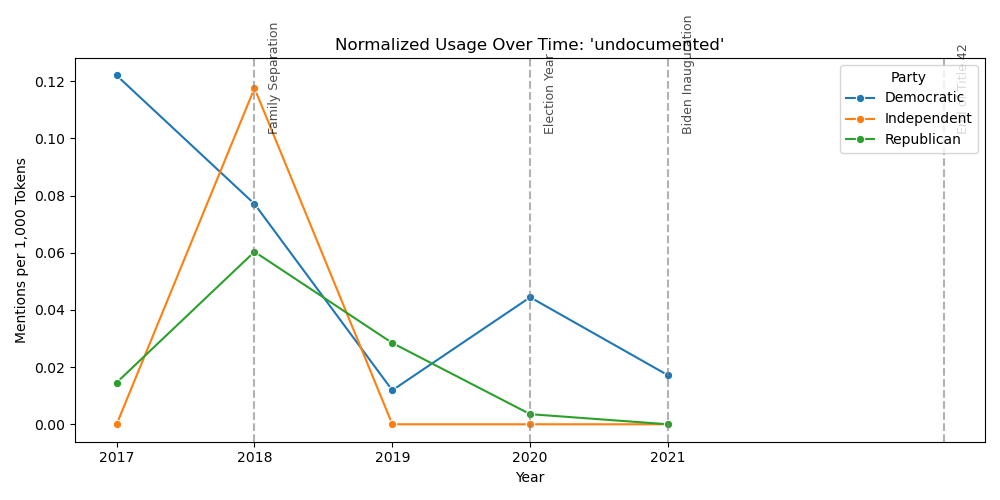 Normalized Usage Over Time: 'undocumented'
Mentions per 1,000 Tokens
0.12
0.10
0.08
0.06
0.04
0.02
0.00
2017
2018
2019
2020
2021
Year
Family Separation
Election Year
Biden Inauguration
Title 42
Party
Democratic
Independent
Republican